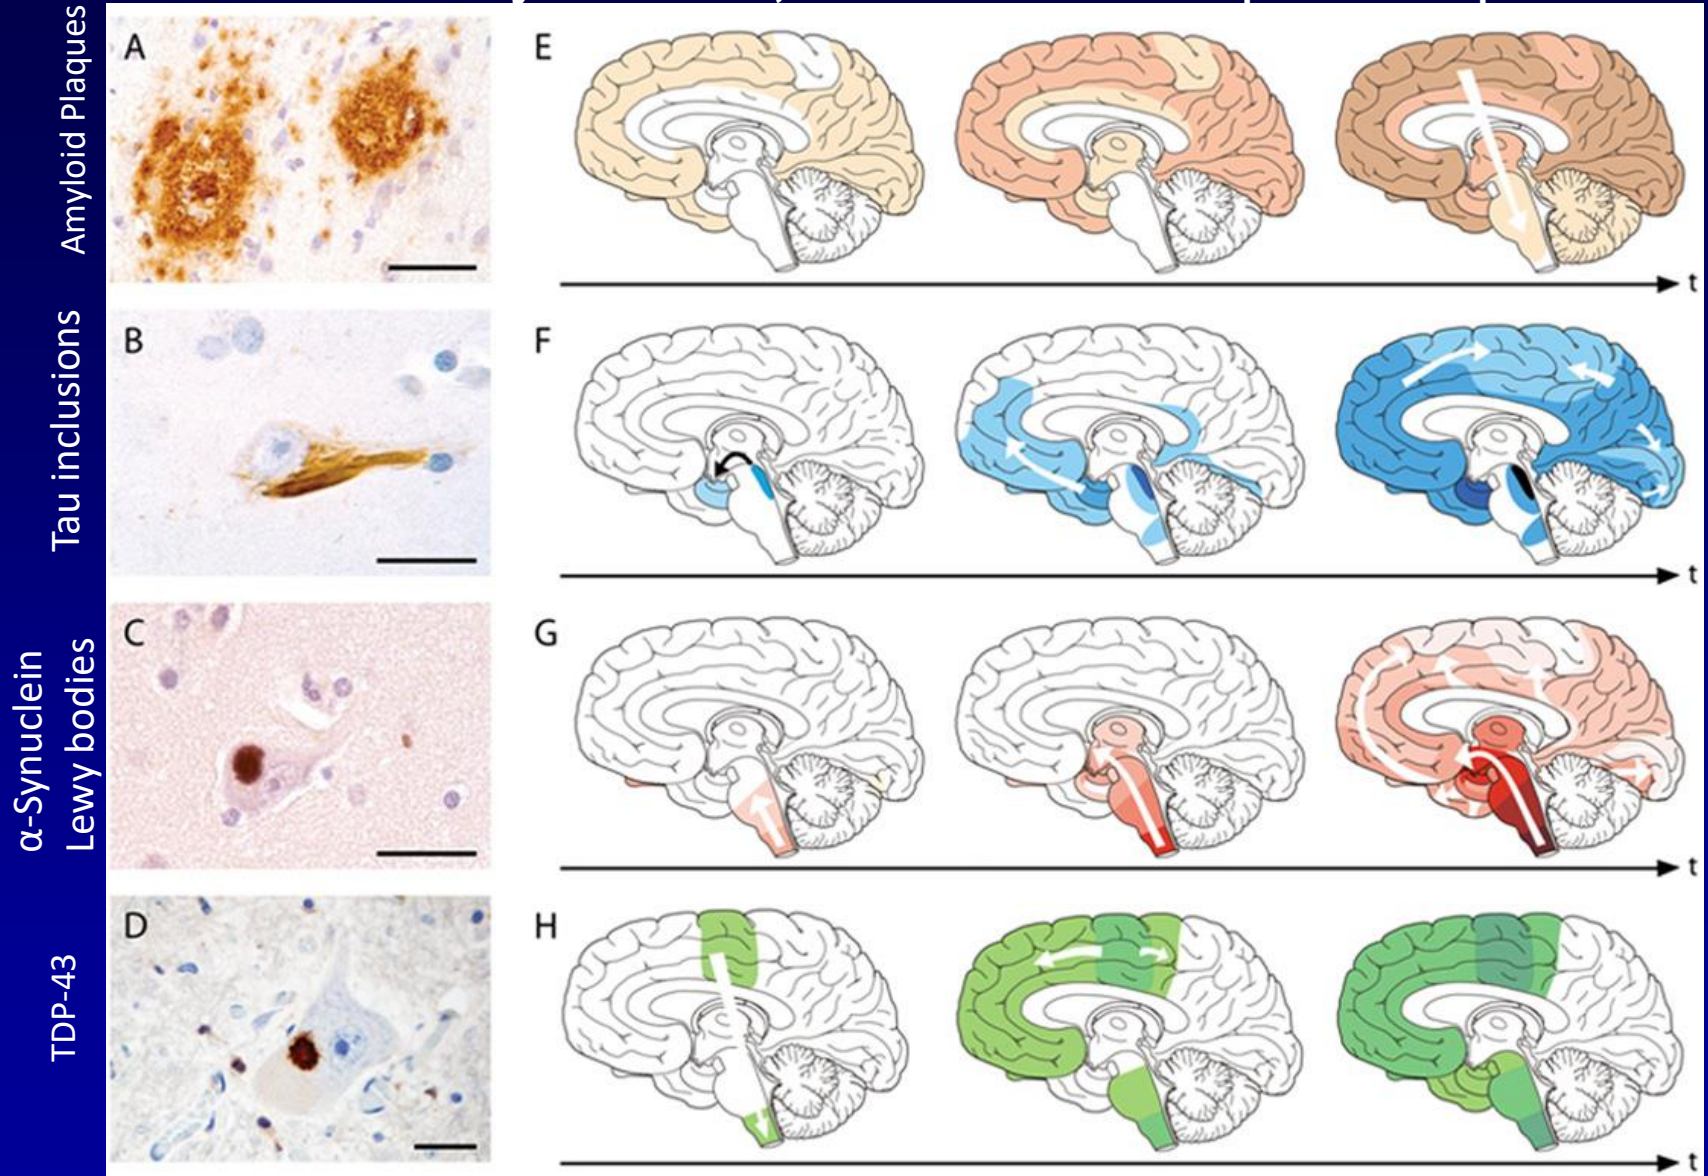 Amyloid Plaques
A
E
t
Tau inclusions
B
F
t
α-Synuclein
Lewy bodies
C
G
t
TDP-43
D
H
t